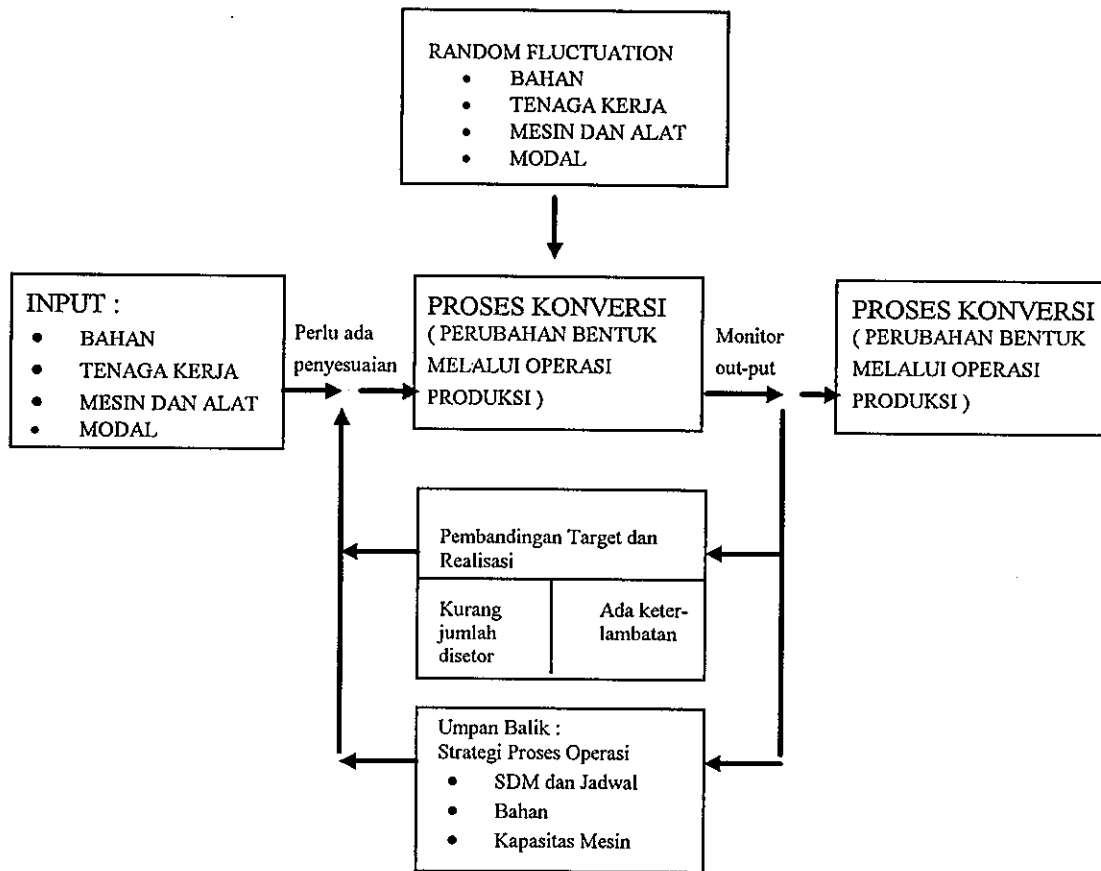 RANDOM FLUCTUATION
• BAHAN
• TENAGA KERJA
• MESIN DAN ALAT
• MODAL
INPUT :
• BAHAN
• TENAGA KERJA
• MESIN DAN ALAT
• MODAL
Perlu ada
penyesuaian
PROSES KONVERSI
( PERUBAHAN BENTUK
MELALUI OPERASI
PRODUKSI )
Monitor
out-put
PROSES KONVERSI
( PERUBAHAN BENTUK
MELALUI OPERASI
PRODUKSI )
Pembandingan Target dan
Realisasi
Kurang
jumlah
disetor
Ada keter-
lambatan
Umpan Balik :
Strategi Proses Operasi
• SDM dan Jadwal
• Bahan
• Kapasitas Mesin